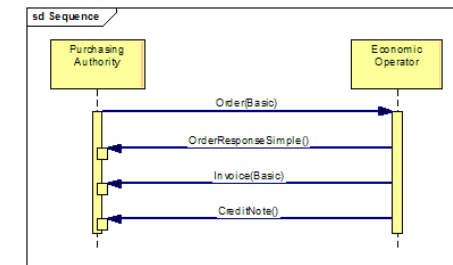 sd Sequence
Purchasing
Authority
Economic
Operator
Order(Basic)
OrderResponseSimple()
Invoice(Basic)
CreditNote()